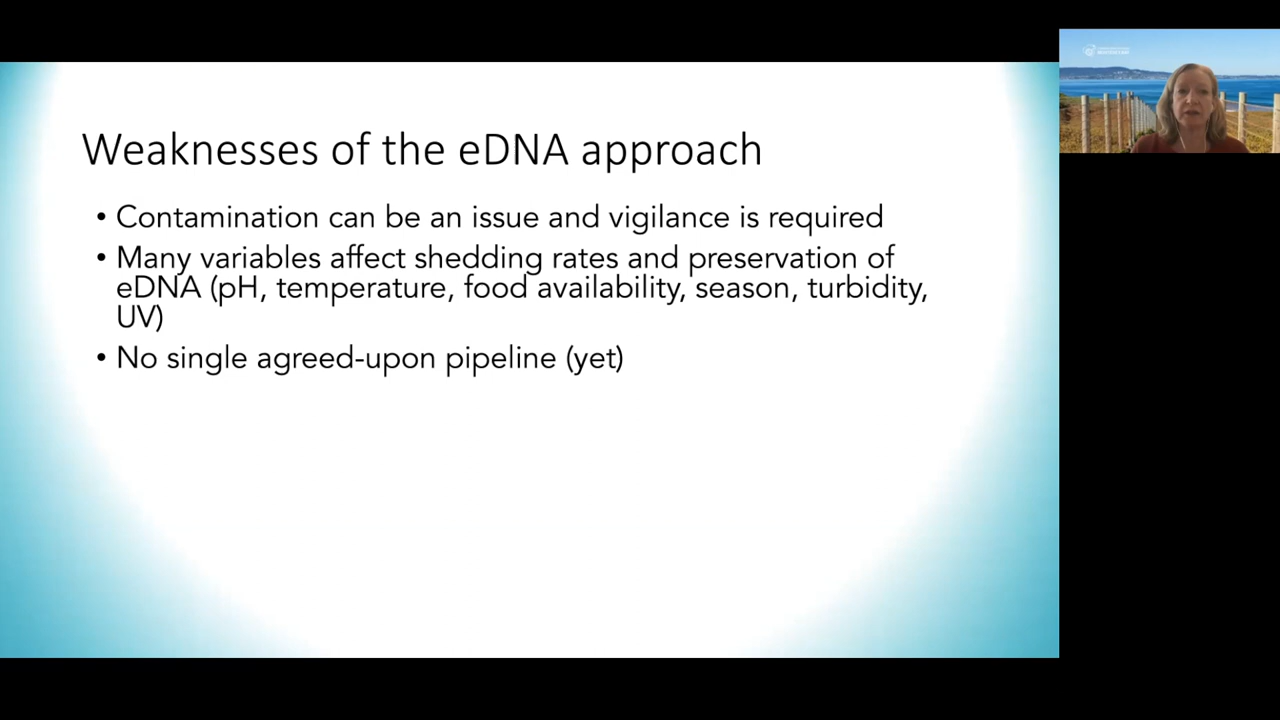 Weaknesses of the eDNA approach
• Contamination can be an issue and vigilance is required
• Many variables affect shedding rates and preservation of
eDNA (pH, temperature, food availability, season, turbidity,
UV)
• No single agreed-upon pipeline (yet)